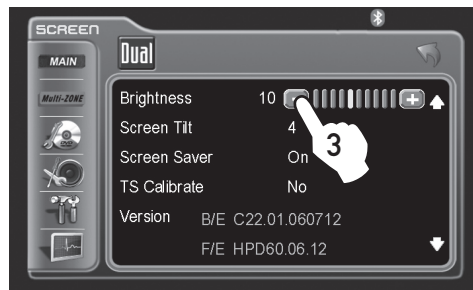 SCREEN
MAIN
Dual
Multi-ZONE
DVD
Brightness 10 - +
Screen Tilt 4
Screen Saver On
TS Calibrate No
Version B/E C22.01.060712
F/E HPD60.06.12
3